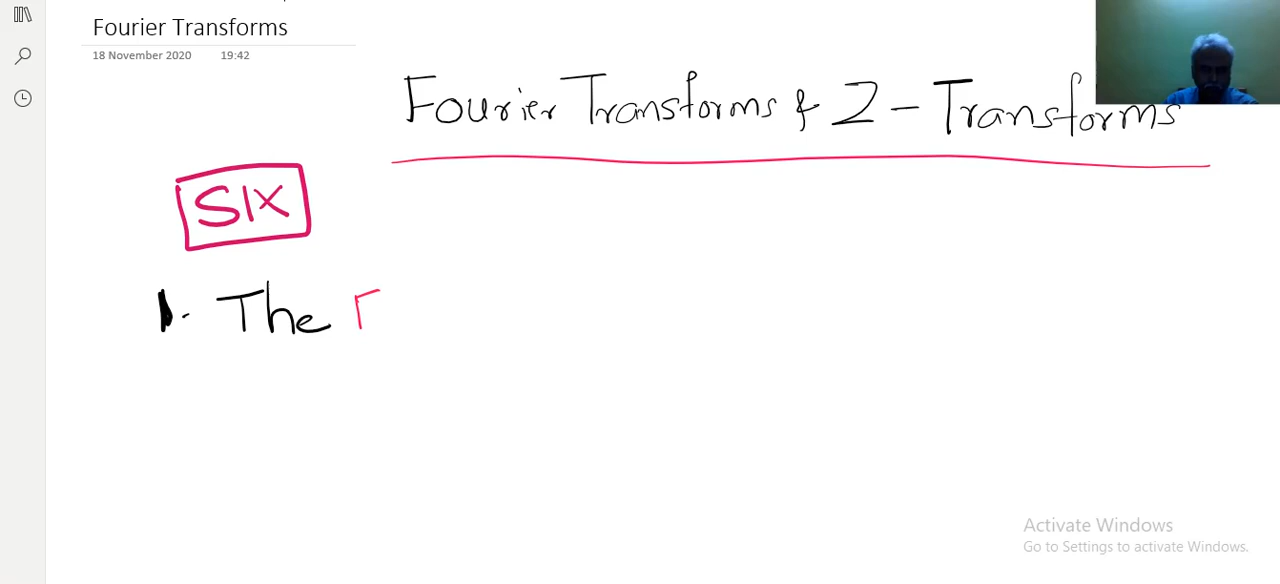 Fourier Transforms
18 November 2020 19:42
Fourier Transforms & Z - Transforms
SIX
1. The
Activate Windows
Go to Settings to activate Windows.